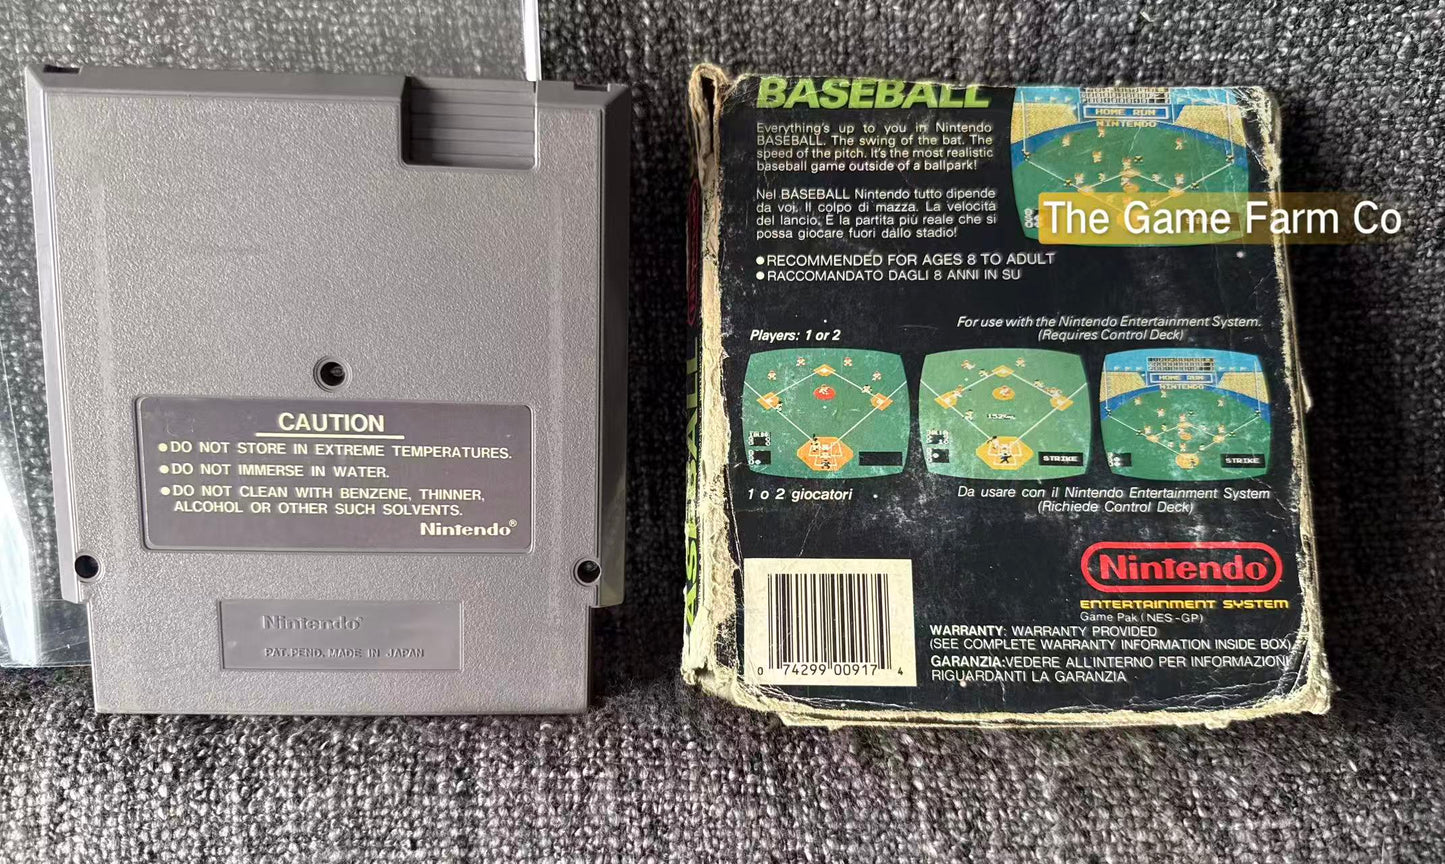 CAUTION
●DO NOT STORE IN EXTREME TEMPERATURES.
●DO NOT IMMERSE IN WATER.
●DO NOT CLEAN WITH BENZENE, THINNER,
ALCOHOL OR OTHER SUCH SOLVENTS.
Nintendo®
Nintendo®
PAT. PEND. MADE IN JAPAN
BASEBALL
Everything's up to you in Nintendo
BASEBALL. The swing of the bat. The
speed of the pitch. It's the most realistic
baseball game outside of a ballpark!
Nel BASEBALL Nintendo tutto dipende
da voi. Il colpo di mazza. La velocità
del lancio. E la partita più reale che si
possa giocare fuori dallo stadio!
●RECOMMENDED FOR AGES 8 TO ADULT
●RACCOMANDATO DAGLI 8 ANNI IN SU
HOME RUN
NINTENDO
The Game Farm Co
Players: 1 or 2
For use with the Nintendo Entertainment System.
(Requires Control Deck)
STRIKE
HOME RUN
NINTENDO
STRIKE
1 o 2 giocatori
Da usare con il Nintendo Entertainment System
(Richiede Control Deck)
Nintendo®
ENTERTAINMENT SYSTEM
Game Pak (NES-GP)
WARRANTY: WARRANTY PROVIDED
(SEE COMPLETE WARRANTY INFORMATION INSIDE BOX)
GARANZIA:VEDERE ALL'INTERNO PER INFORMAZIONI
RIGUARDANTI LA GARANZIA
0 74299 00917 4
BASEBALL